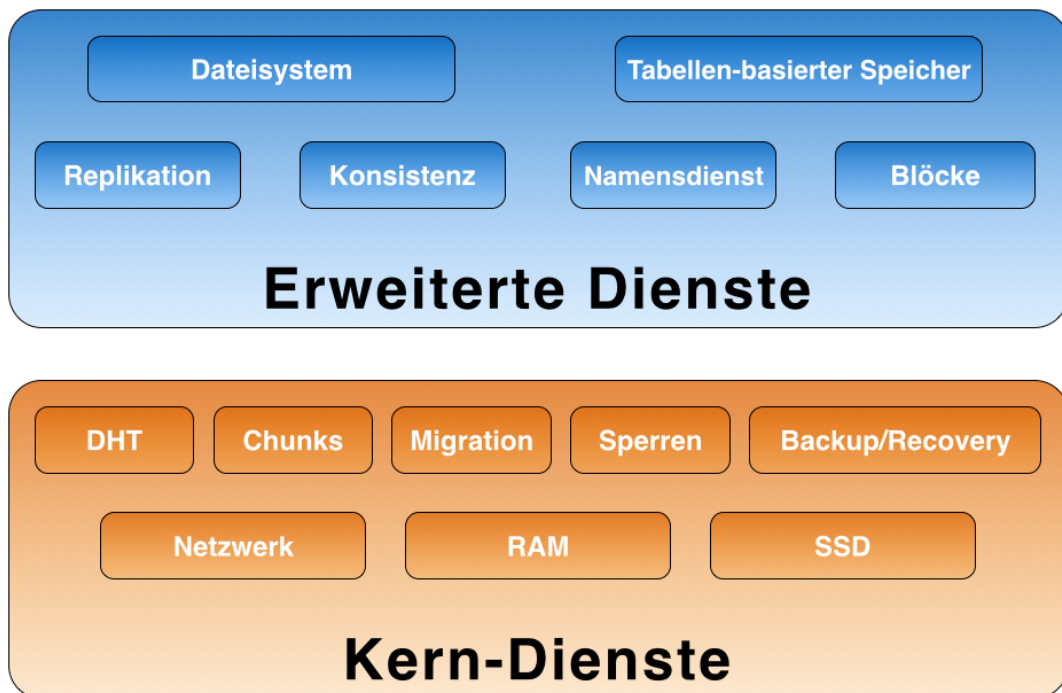 Dateisystem
Tabellen-basierter Speicher
Replikation
Konsistenz
Namensdienst
Blöcke
Erweiterte Dienste
DHT
Chunks
Migration
Sperren
Backup/Recovery
Netzwerk
RAM
SSD
Kern-Dienste